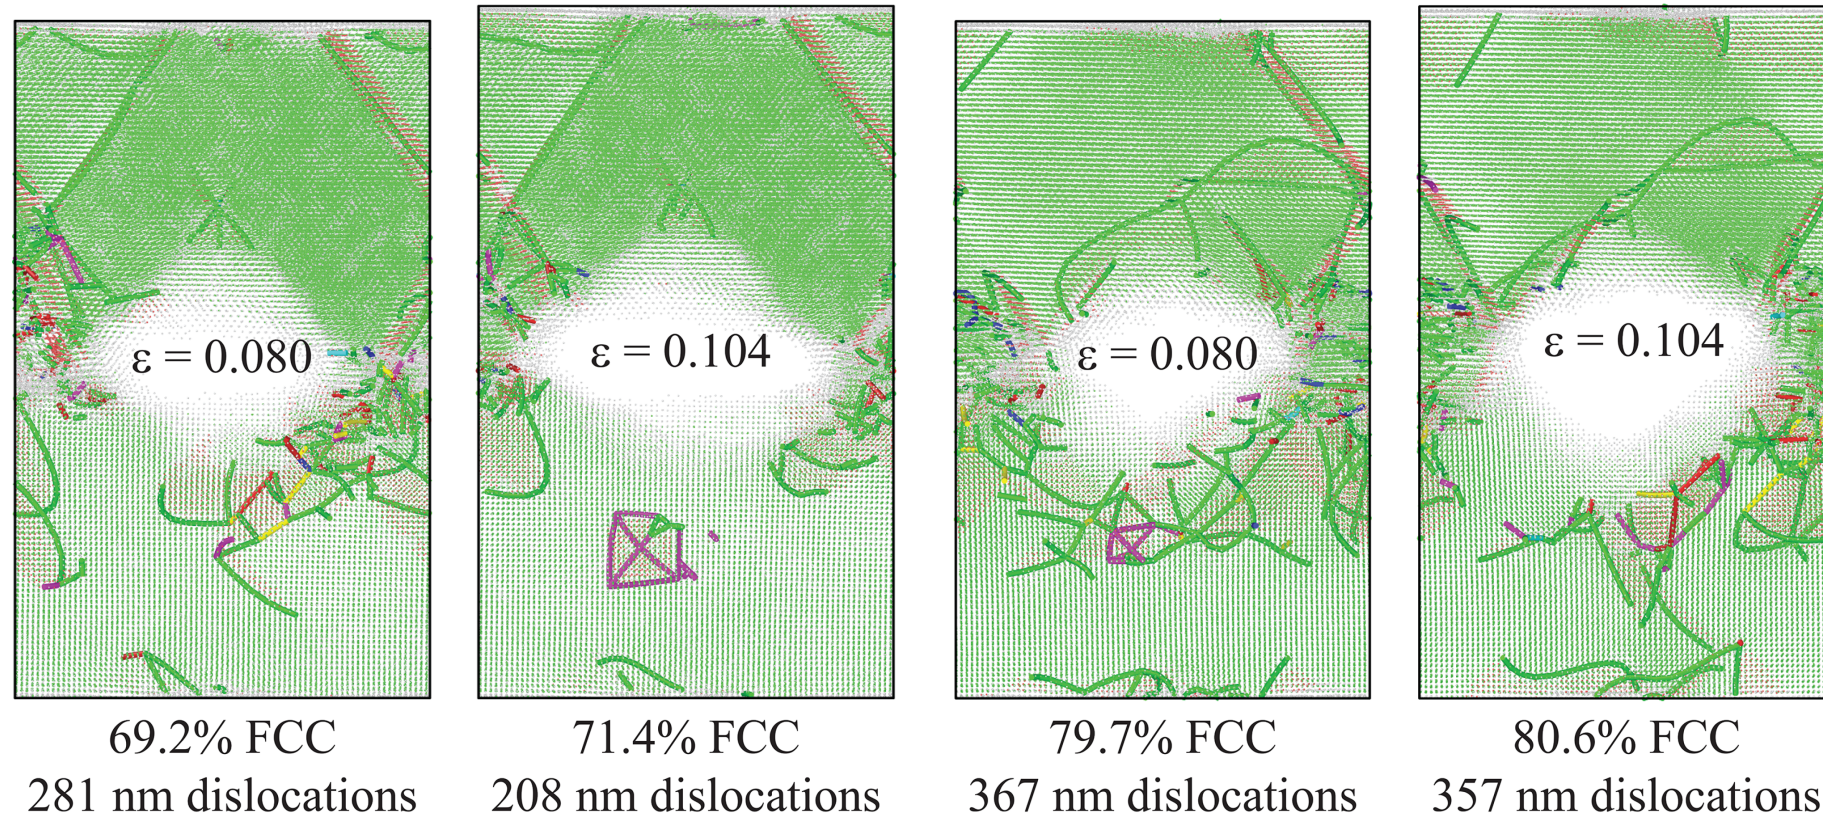 ε = 0.080
ε = 0.104
ε = 0.080
ε = 0.104
69.2% FCC
281 nm dislocations
71.4% FCC
208 nm dislocations
79.7% FCC
367 nm dislocations
80.6% FCC
357 nm dislocations